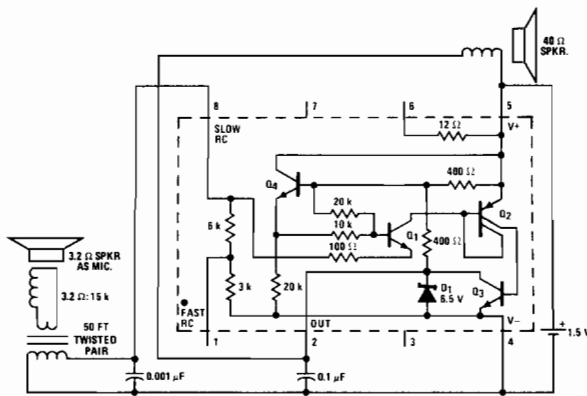 40 Ω
SPKR.
8
7
6
5
SLOW
RC
12 Ω
V+
Q4
400 Ω
Q2
20 k
10 k
Q1
6 k
100 Ω
400 Ω
3.2 Ω SPKR
AS MIC.
3.2 Ω:15 k
3 k
20 k
D1
6.5 V
Q3
50 FT
TWISTED
PAIR
FAST
RC
OUT
V−
1
2
3
4
+
1.5 V
0.001 µF
0.1 µF